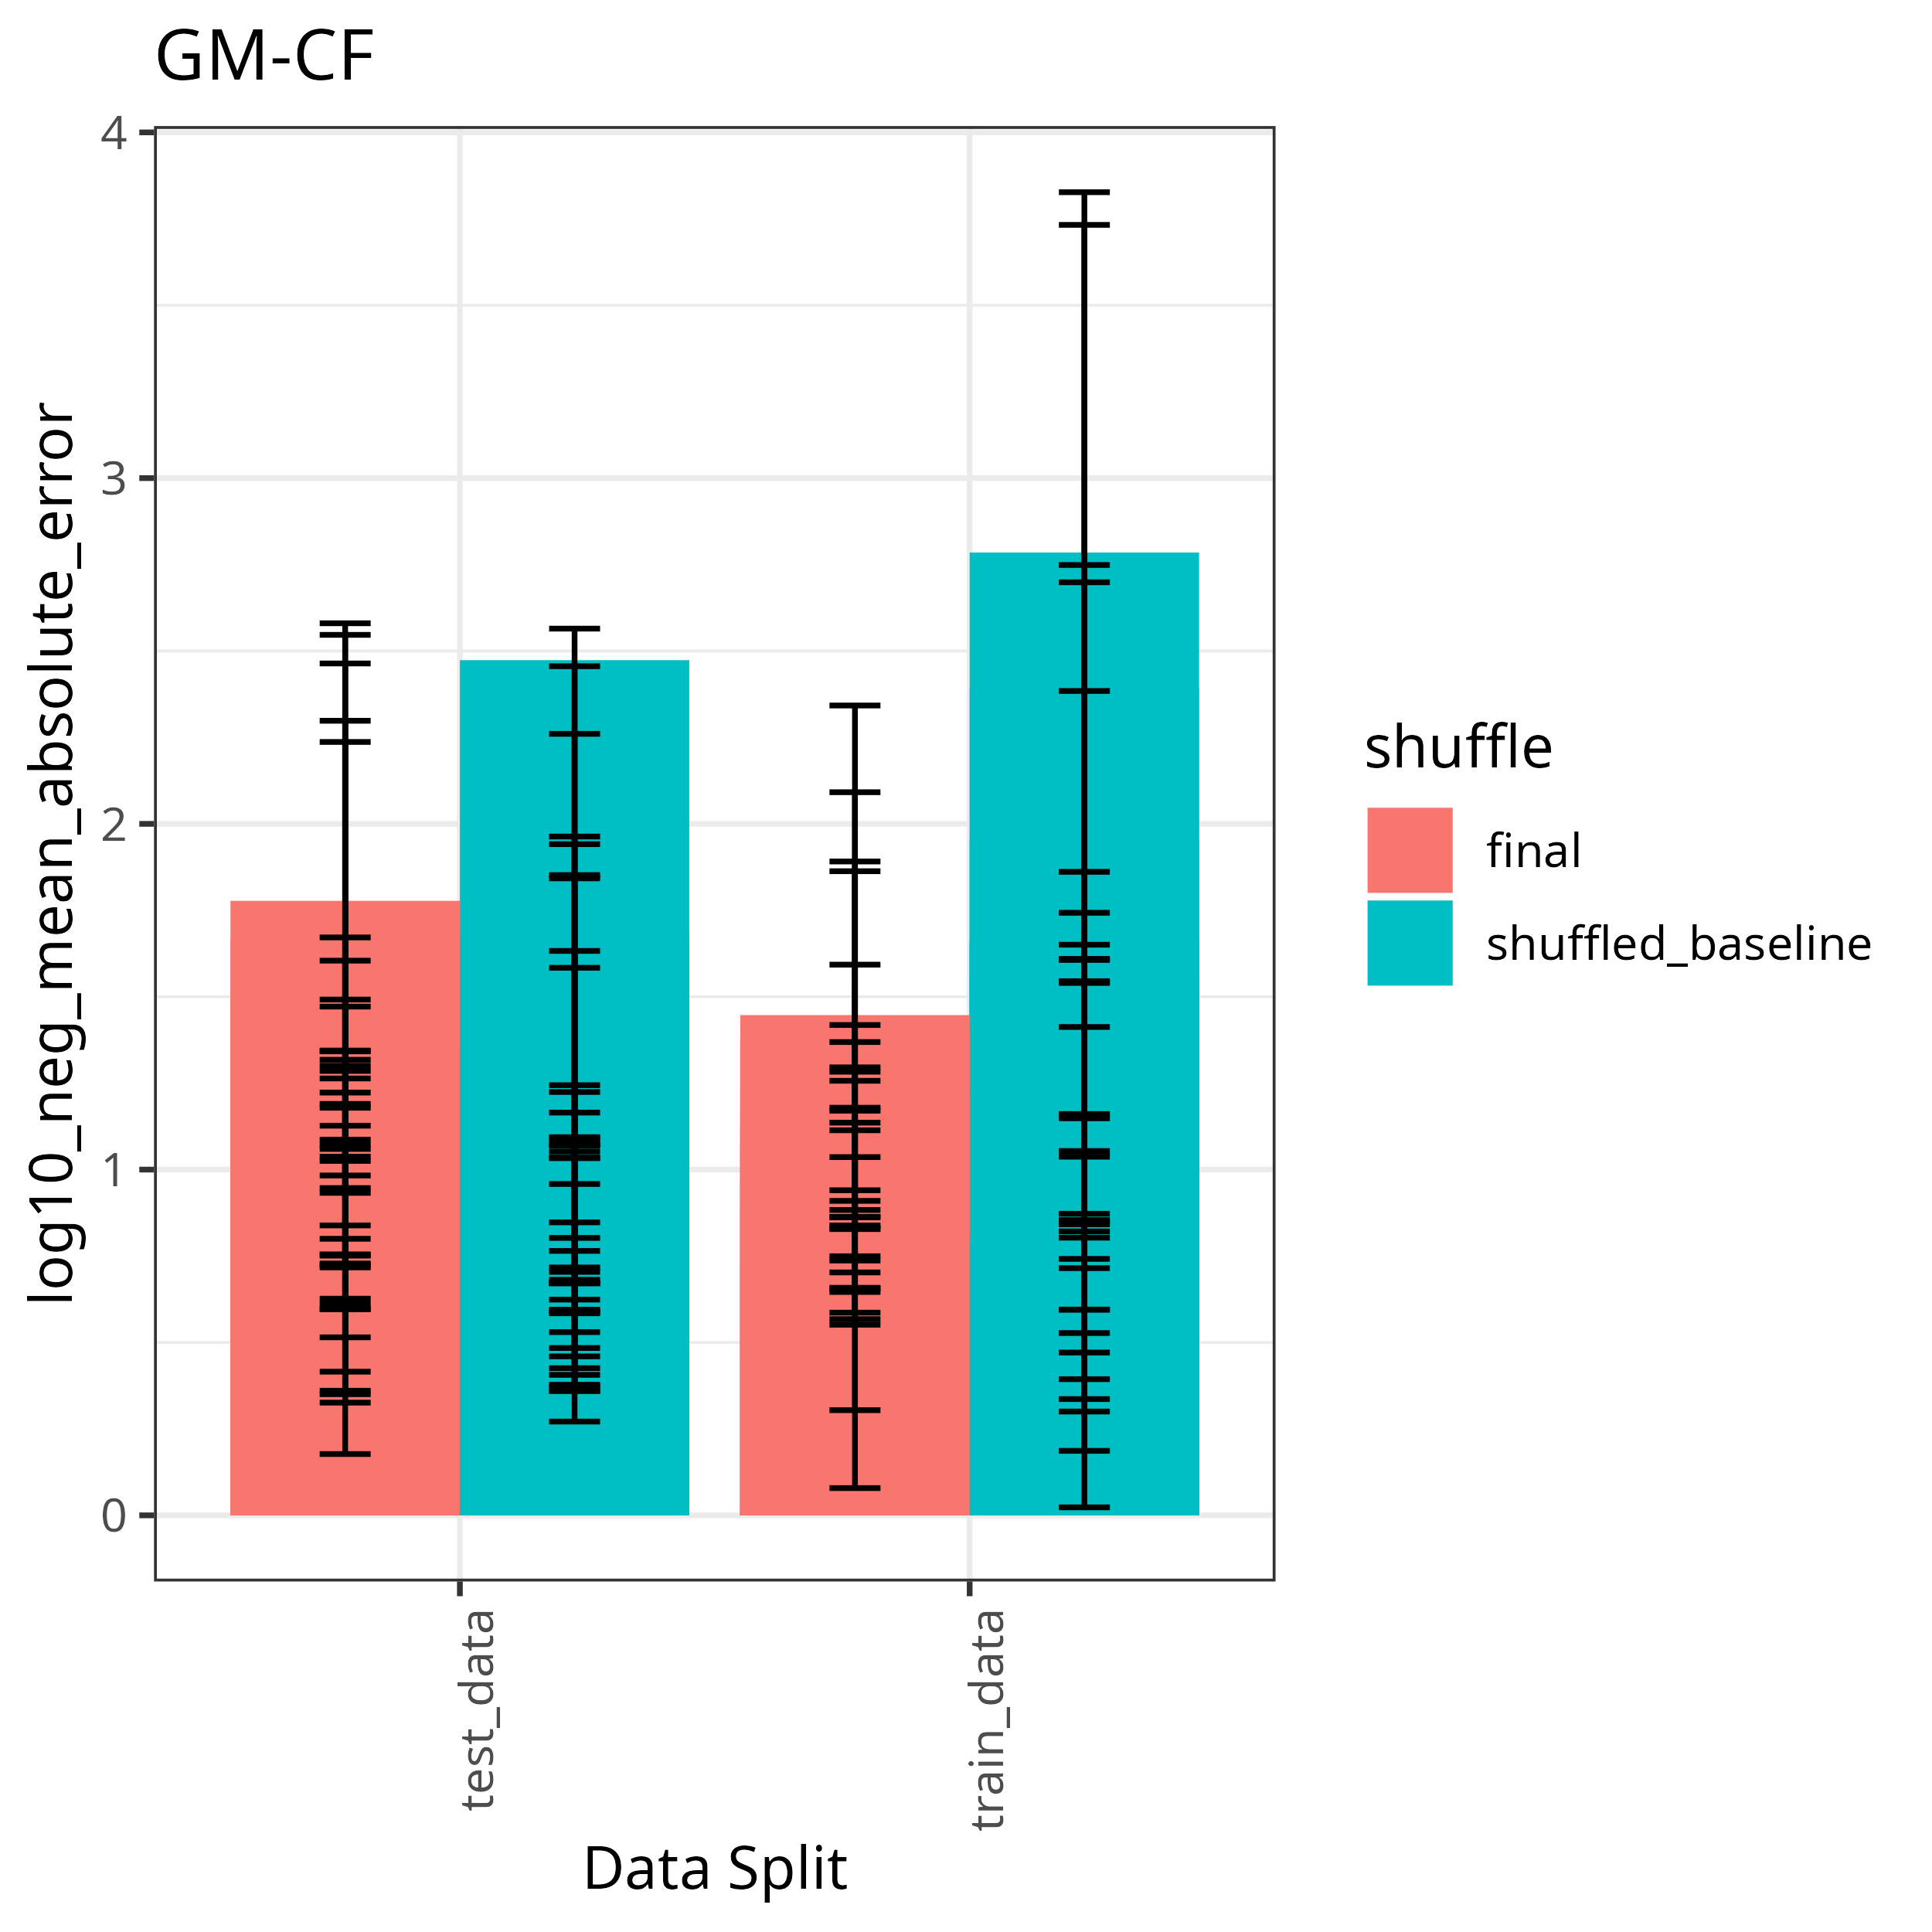 GM-CF
log10_neg_mean_absolute_error
4
3
2
1
0
test_data
train_data
Data Split
shuffle
final
shuffled_baseline